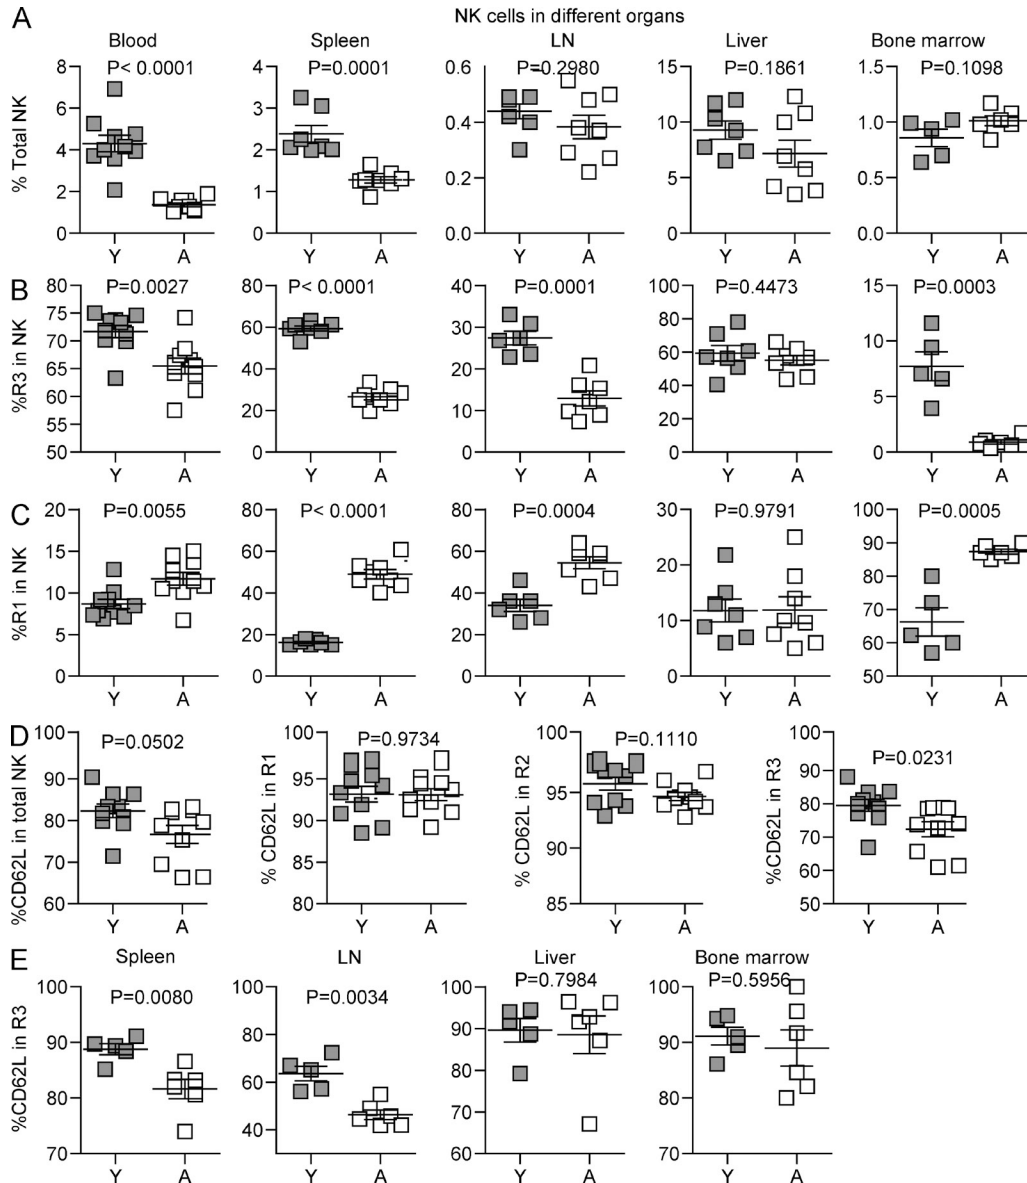 A
NK cells in different organs
Blood
Spleen
LN
Liver
Bone marrow
P< 0.0001
P=0.0001
P=0.2980
P=0.1861
P=0.1098
% Total NK
8
6
4
2
0
4
3
2
1
0
0.6
0.4
0.2
0.0
15
10
5
0
1.5
1.0
0.5
0.0
Y A
Y A
Y A
Y A
Y A
B
P=0.0027
P< 0.0001
P=0.0001
P=0.4473
P=0.0003
%R3 in NK
80
75
70
65
60
55
50
80
60
40
20
0
40
30
20
10
0
100
80
60
40
20
0
15
10
5
0
Y A
Y A
Y A
Y A
Y A
C
P=0.0055
P< 0.0001
P=0.0004
P=0.9791
P=0.0005
%R1 in NK
20
15
10
5
0
80
60
40
20
0
80
60
40
20
0
30
20
10
0
100
90
80
70
60
50
Y A
Y A
Y A
Y A
Y A
D
P=0.0502
P=0.9734
P=0.1110
P=0.0231
%CD62L in total NK
100
90
80
70
60
% CD62L in R1
100
95
90
85
80
% CD62L in R2
100
95
90
85
%CD62L in R3
100
90
80
70
60
50
Y A
Y A
Y A
Y A
E
Spleen
LN
Liver
Bone marrow
P=0.0080
P=0.0034
P=0.7984
P=0.5956
%CD62L in R3
100
90
80
70
100
80
60
40
100
90
80
70
60
100
90
80
70
Y A
Y A
Y A
Y A